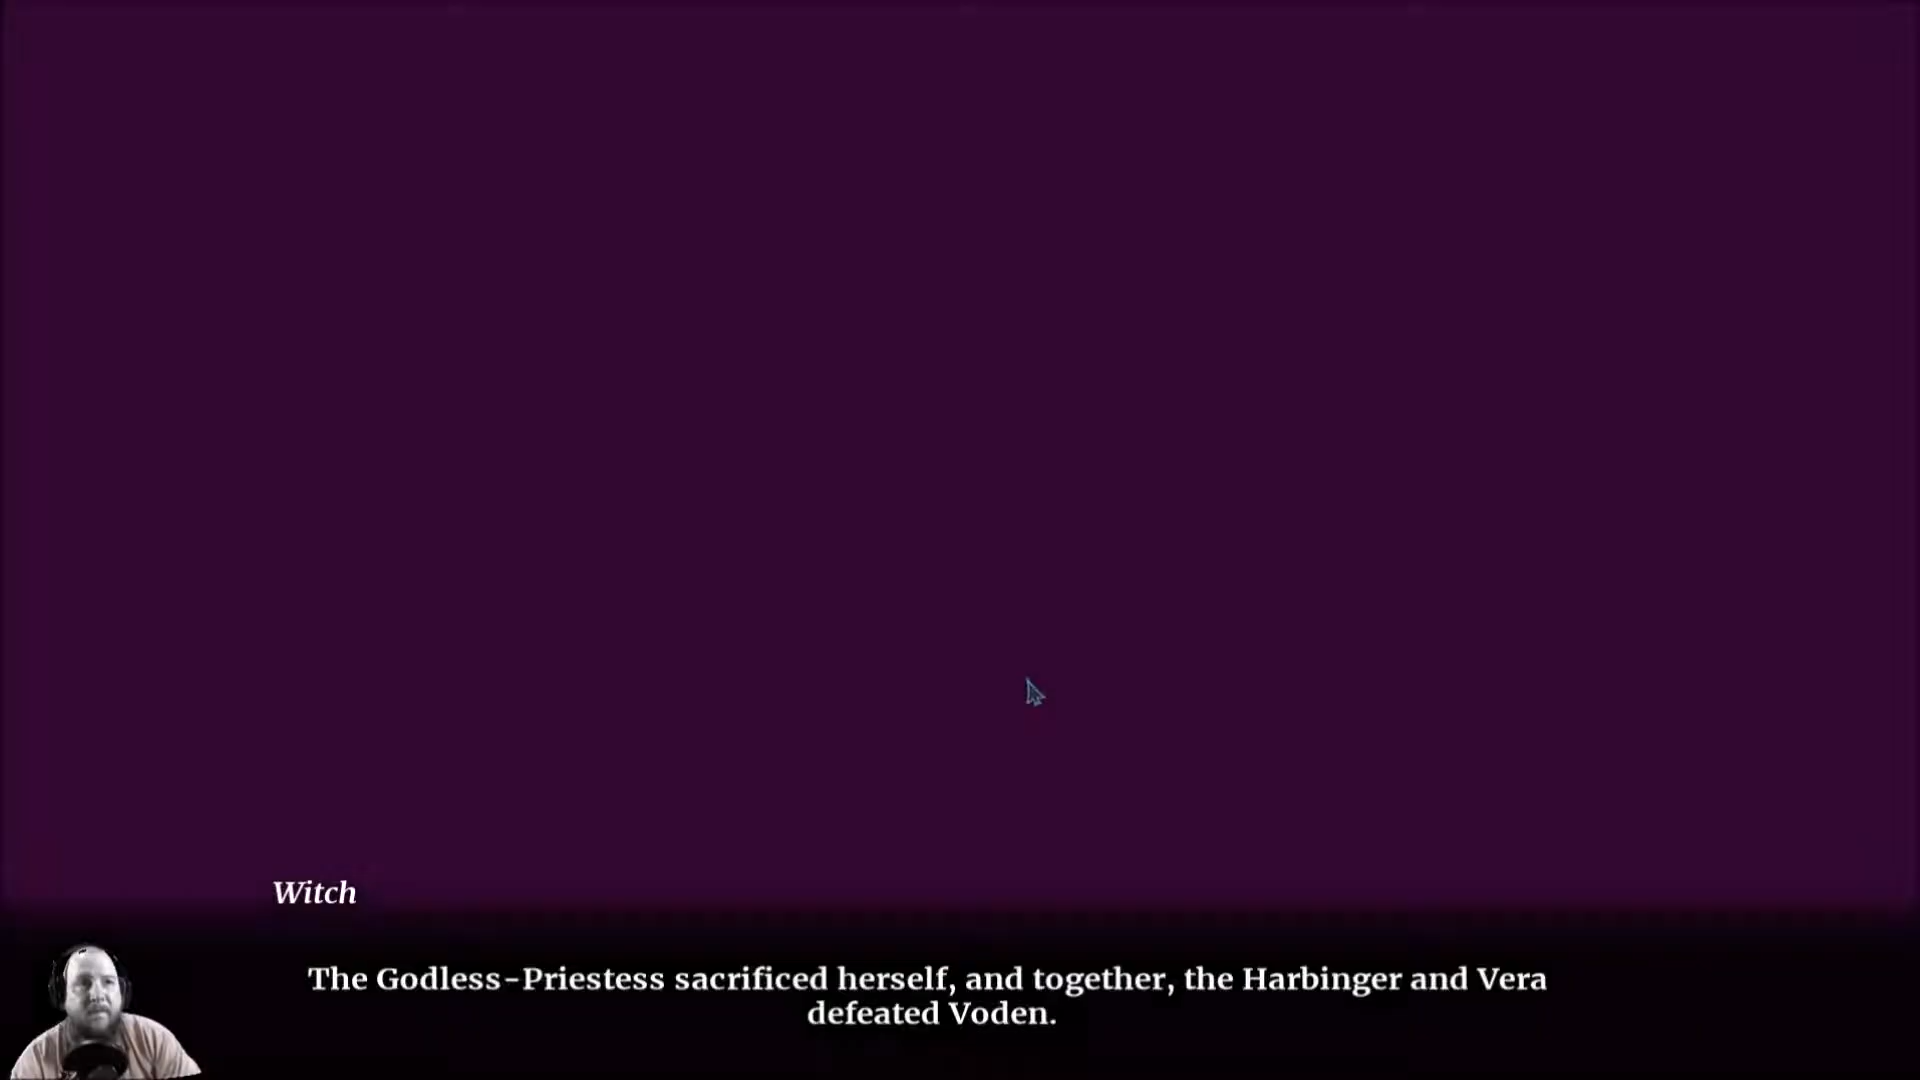 Witch
The Godless-Priestess sacrificed herself, and together, the Harbinger and Vera
defeated Voden.